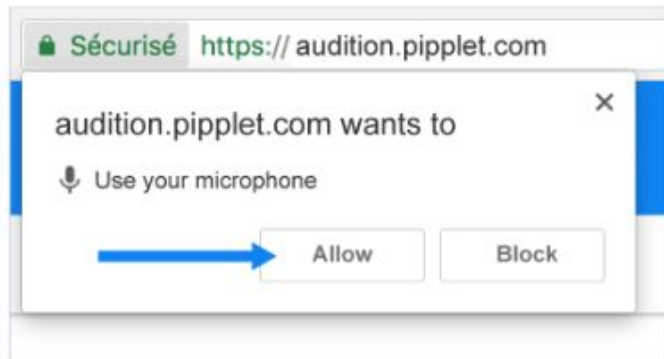 Sécurisé https:// audition.pipplet.com
audition.pipplet.com wants to
Use your microphone
Allow Block